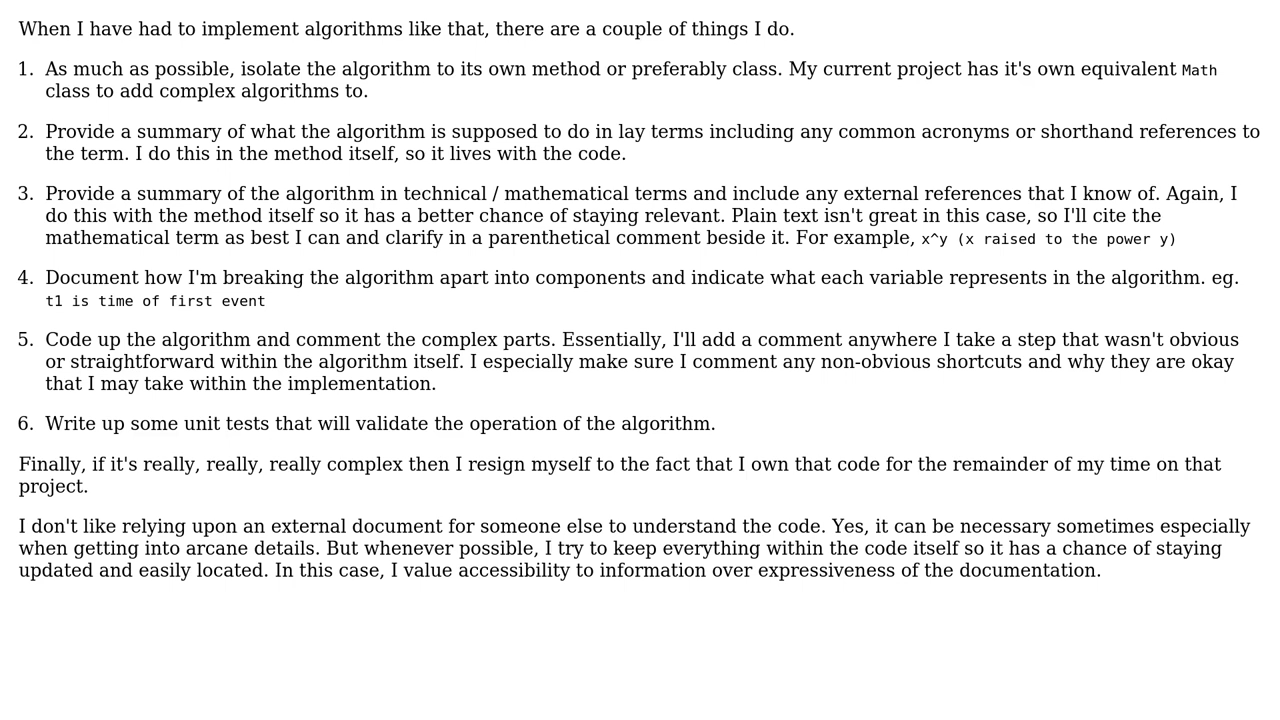 When I have had to implement algorithms like that, there are a couple of things I do.
1. As much as possible, isolate the algorithm to its own method or preferably class. My current project has it's own equivalent Math
class to add complex algorithms to.
2. Provide a summary of what the algorithm is supposed to do in lay terms including any common acronyms or shorthand references to
the term. I do this in the method itself, so it lives with the code.
3. Provide a summary of the algorithm in technical / mathematical terms and include any external references that I know of. Again, I
do this with the method itself so it has a better chance of staying relevant. Plain text isn't great in this case, so I'll cite the
mathematical term as best I can and clarify in a parenthetical comment beside it. For example, x^y (x raised to the power y)
4. Document how I'm breaking the algorithm apart into components and indicate what each variable represents in the algorithm. eg.
t1 is time of first event
5. Code up the algorithm and comment the complex parts. Essentially, I'll add a comment anywhere I take a step that wasn't obvious
or straightforward within the algorithm itself. I especially make sure I comment any non-obvious shortcuts and why they are okay
that I may take within the implementation.
6. Write up some unit tests that will validate the operation of the algorithm.
Finally, if it's really, really, really complex then I resign myself to the fact that I own that code for the remainder of my time on that
project.
I don't like relying upon an external document for someone else to understand the code. Yes, it can be necessary sometimes especially
when getting into arcane details. But whenever possible, I try to keep everything within the code itself so it has a chance of staying
updated and easily located. In this case, I value accessibility to information over expressiveness of the documentation.